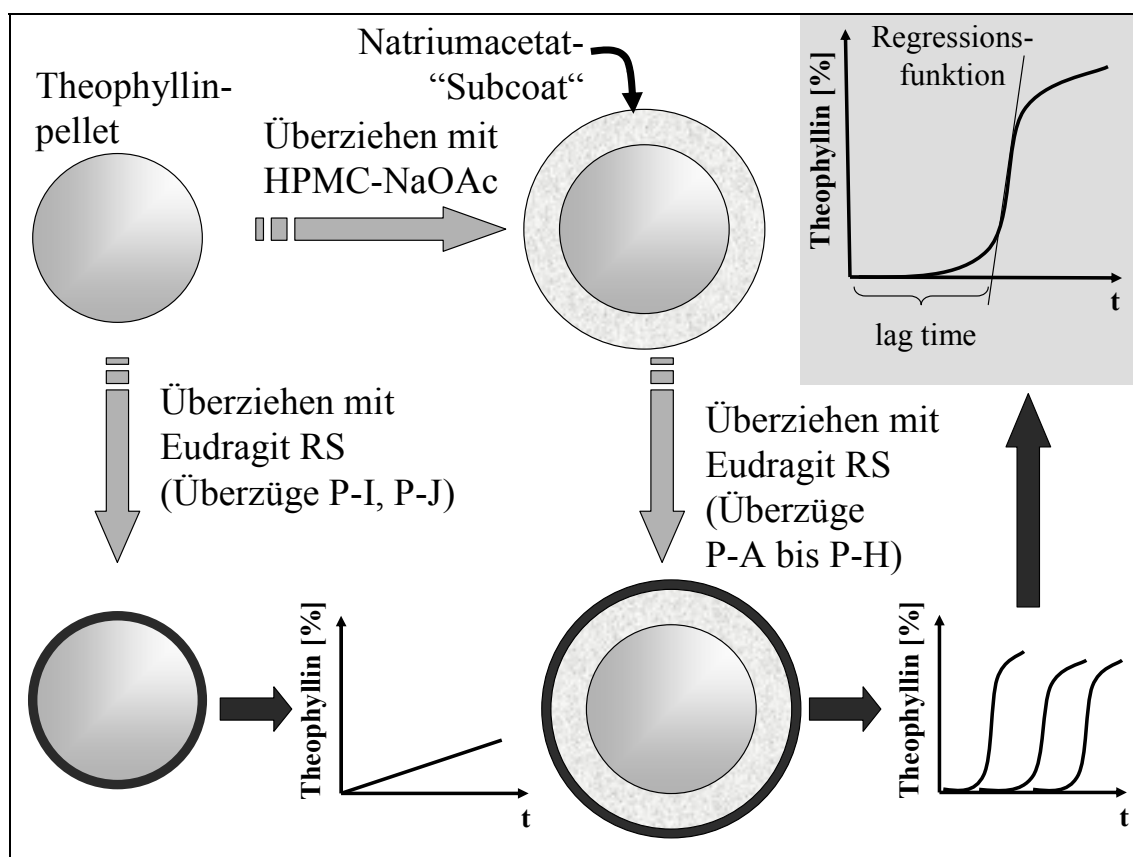 Natriumacetat-
“Subcoat“
Theophyllin-
pellet
Überziehen mit
HPMC-NaOAc
Theophyllin [%]
Regressions-
funktion
t
lag time
Überziehen mit
Eudragit RS
(Überzüge P-I, P-J)
Überziehen mit
Eudragit RS
(Überzüge
P-A bis P-H)
Theophyllin [%]
t
Theophyllin [%]
t